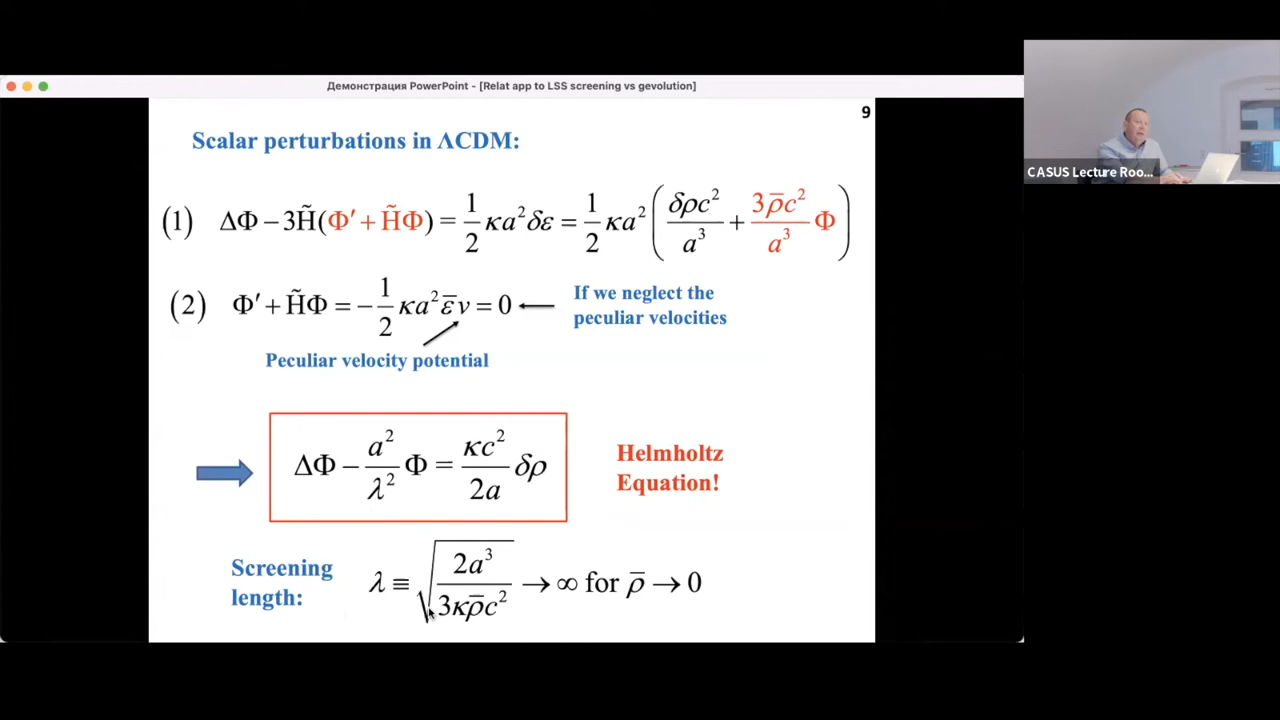 Демонстрация PowerPoint - [Relat app to LSS screening vs gevolution]
9
Scalar perturbations in ΛCDM:
(1) ΔΦ − 3H̃(Φ′ + H̃Φ) = 1/2 κa² δε = 1/2 κa² (δρc²/a³ + 3ρ̄c²/a³ Φ)
(2) Φ′ + H̃Φ = −1/2 κa² ε̄v = 0
If we neglect the
peculiar velocities
Peculiar velocity potential
ΔΦ − a²/λ² Φ = κc²/2a δρ
Helmholtz
Equation!
Screening
length:
λ ≡ √(2a³/3κρ̄c²) → ∞ for ρ̄ → 0
CASUS Lecture Roo...